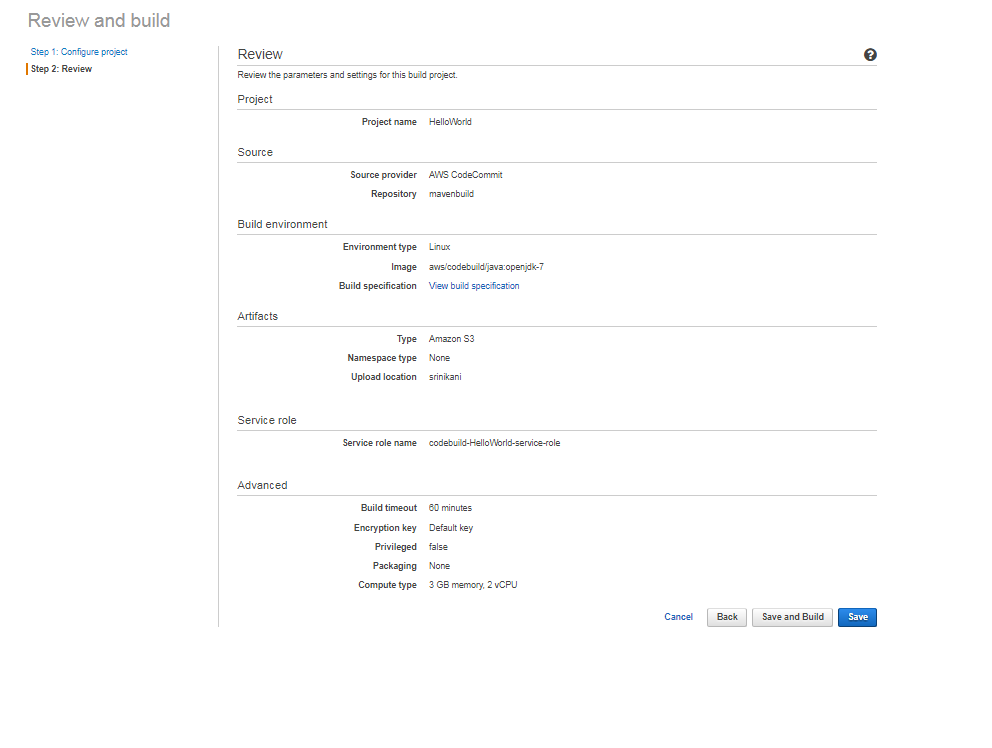 Review and build
Step 1: Configure project
Step 2: Review
Review
?
Review the parameters and settings for this build project.
Project
Project name HelloWorld
Source
Source provider AWS CodeCommit
Repository mavenbuild
Build environment
Environment type Linux
Image aws/codebuild/java:openjdk-7
Build specification View build specification
Artifacts
Type Amazon S3
Namespace type None
Upload location srinikani
Service role
Service role name codebuild-HelloWorld-service-role
Advanced
Build timeout 60 minutes
Encryption key Default key
Privileged false
Packaging None
Compute type 3 GB memory, 2 vCPU
Cancel Back Save and Build Save